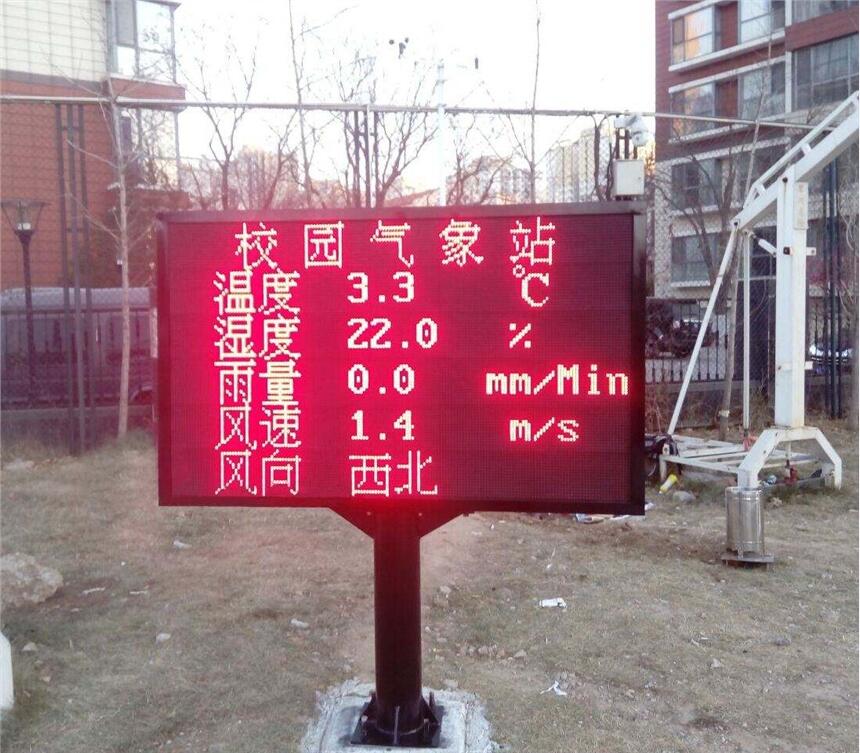 校园气象站
温度 3.3 ℃
湿度 22.0 %
雨量 0.0 mm/Min
风速 1.4 m/s
风向 西北